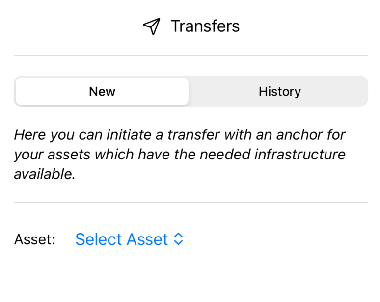 Transfers
New
History
Here you can initiate a transfer with an anchor for
your assets which have the needed infrastructure
available.
Asset: Select Asset